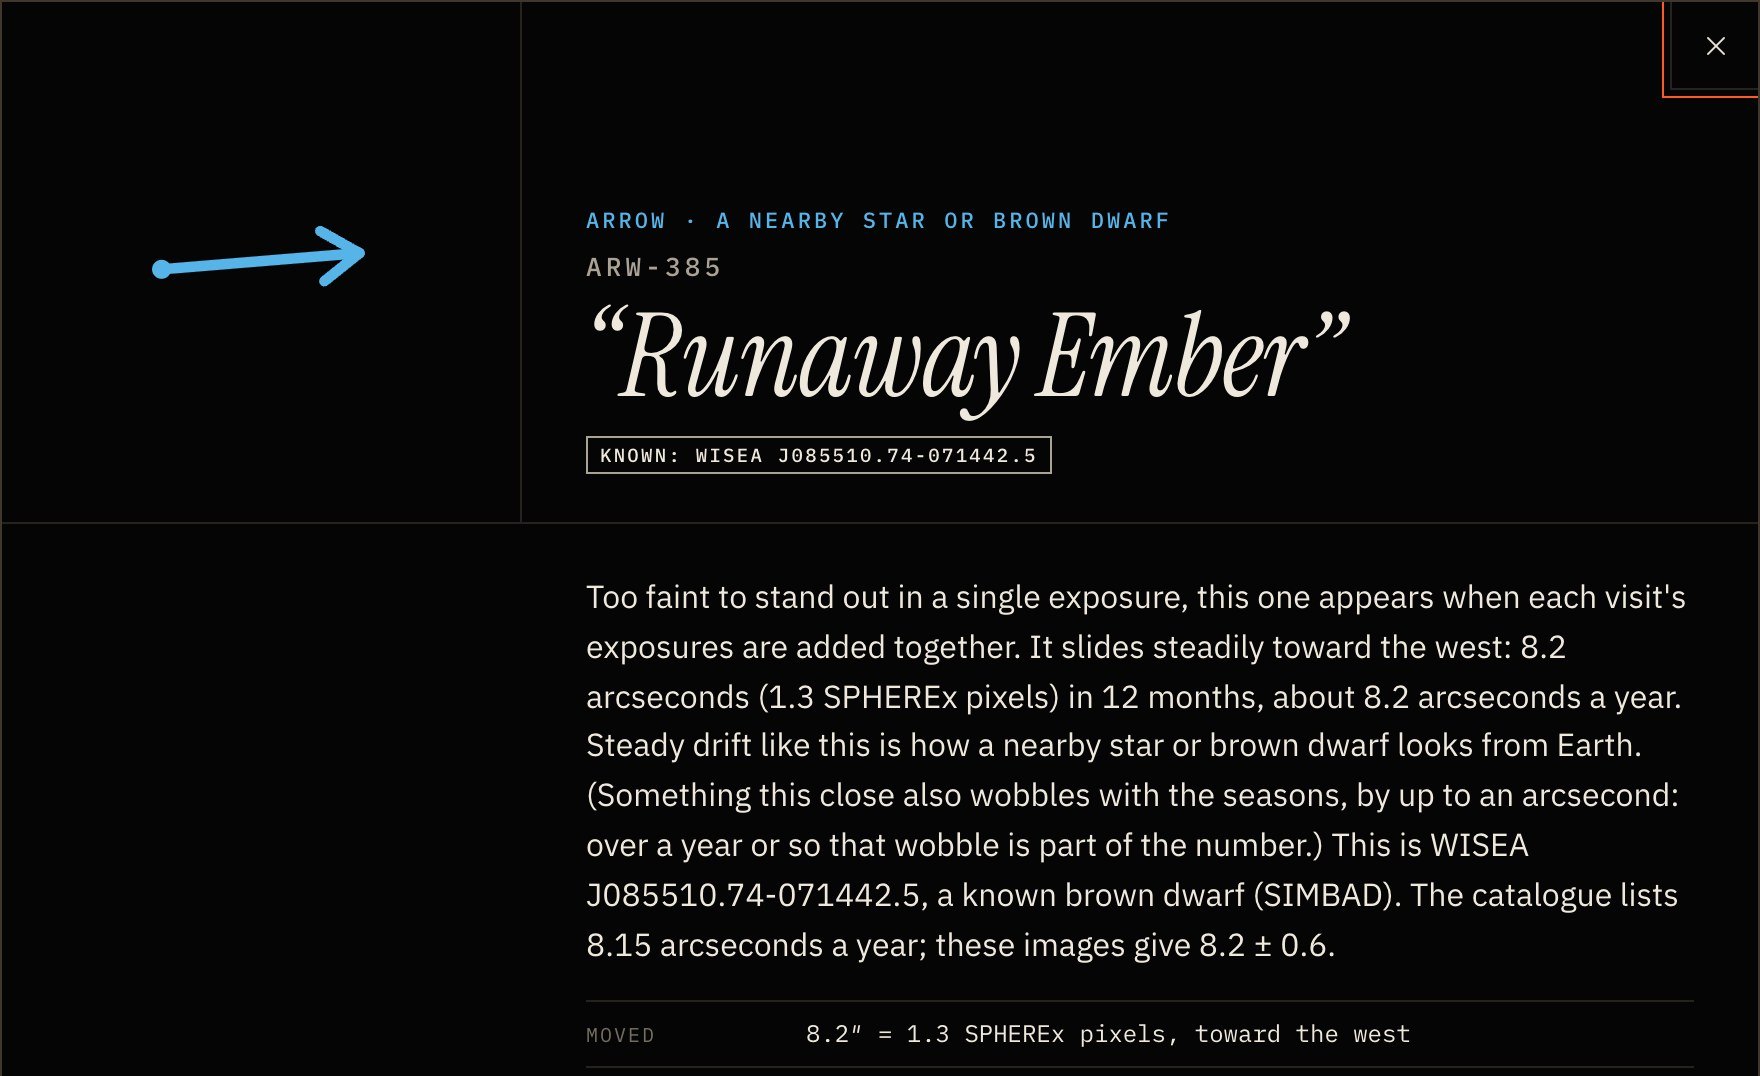 ARROW · A NEARBY STAR OR BROWN DWARF
ARW-385
“Runaway Ember”
KNOWN: WISEA J085510.74-071442.5
Too faint to stand out in a single exposure, this one appears when each visit's
exposures are added together. It slides steadily toward the west: 8.2
arcseconds (1.3 SPHEREx pixels) in 12 months, about 8.2 arcseconds a year.
Steady drift like this is how a nearby star or brown dwarf looks from Earth.
(Something this close also wobbles with the seasons, by up to an arcsecond:
over a year or so that wobble is part of the number.) This is WISEA
J085510.74-071442.5, a known brown dwarf (SIMBAD). The catalogue lists
8.15 arcseconds a year; these images give 8.2 ± 0.6.
MOVED 8.2″ = 1.3 SPHEREx pixels, toward the west